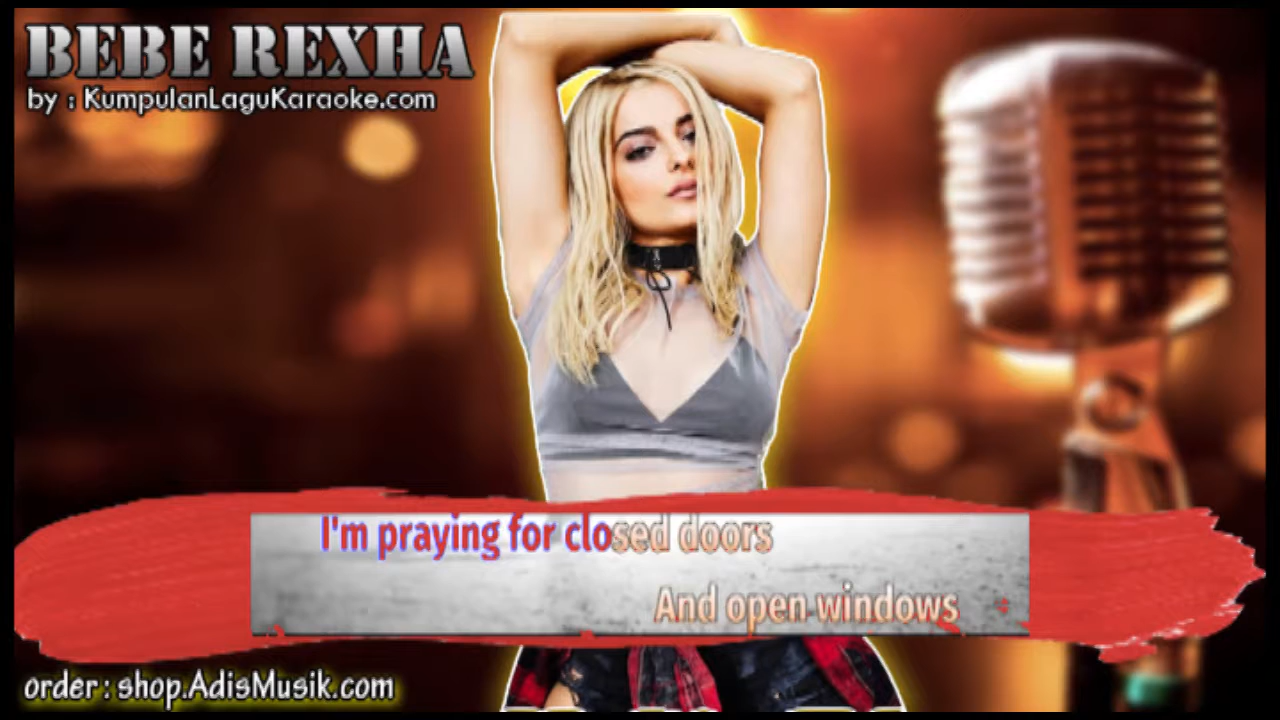 BEBE REXHA
by : KumpulanLaguKaraoke.com
I'm praying for closed doors
And open windows
order : shop.AdisMusik.com